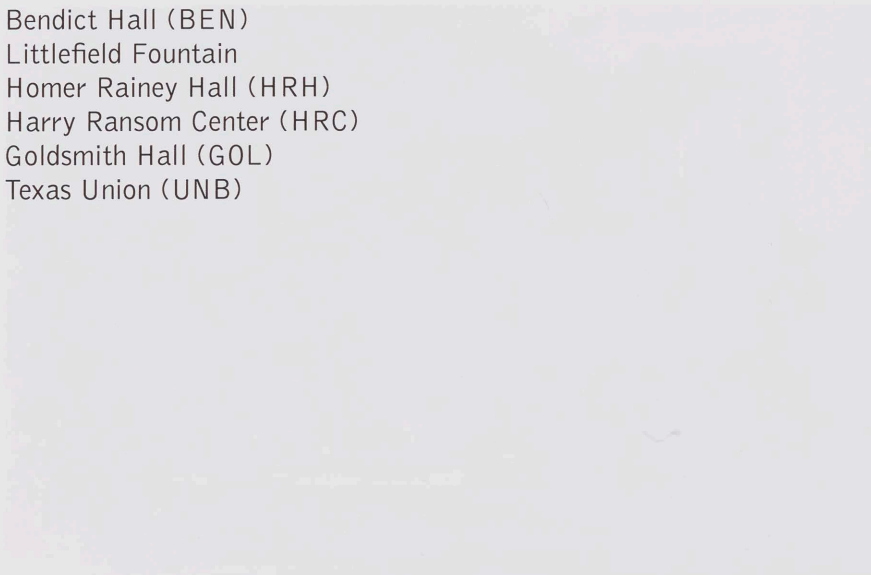 Bendict Hall (BEN)
Littlefield Fountain
Homer Rainey Hall (HRH)
Harry Ransom Center (HRC)
Goldsmith Hall (GOL)
Texas Union (UNB)